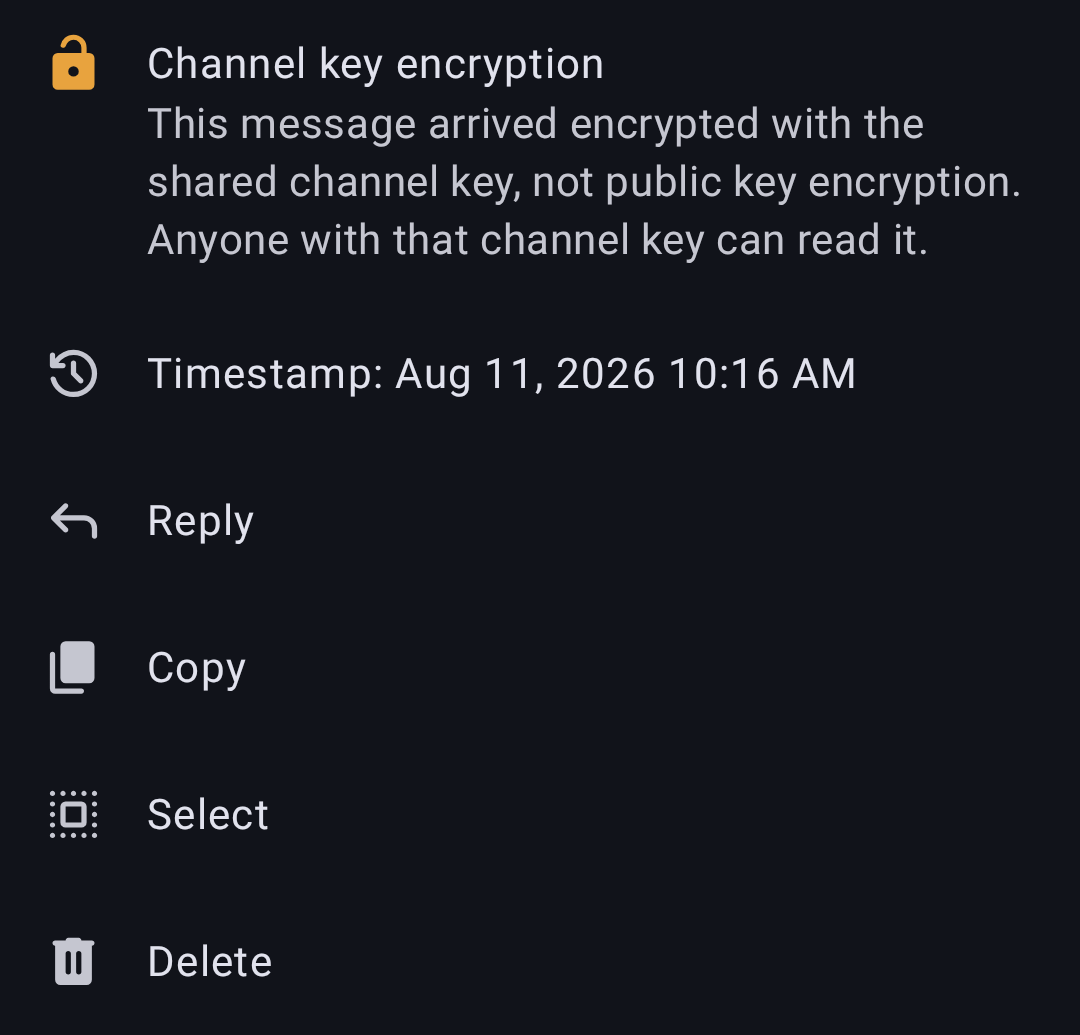 Channel key encryption
This message arrived encrypted with the
shared channel key, not public key encryption.
Anyone with that channel key can read it.
Timestamp: Aug 11, 2026 10:16 AM
Reply
Copy
Select
Delete